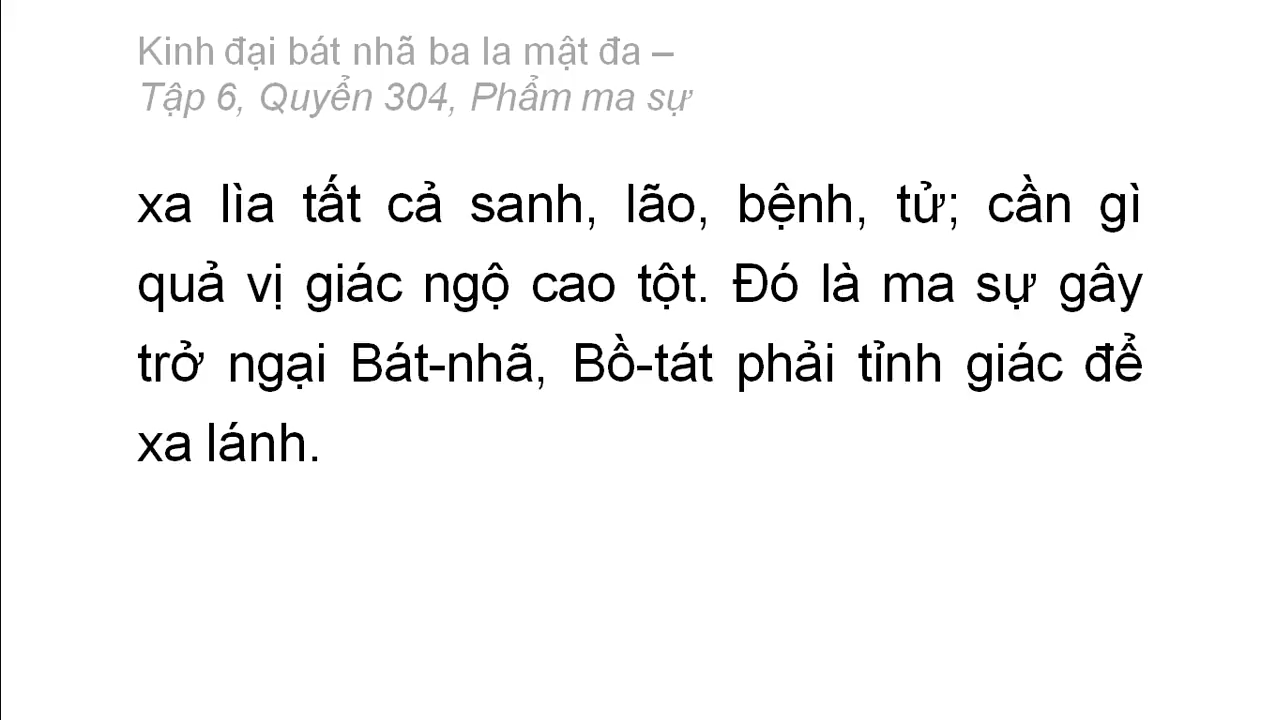 Kinh đại bát nhã ba la mật đa –
Tập 6, Quyển 304, Phẩm ma sự
xa lìa tất cả sanh, lão, bệnh, tử; cần gì
quả vị giác ngộ cao tột. Đó là ma sự gây
trở ngại Bát-nhã, Bồ-tát phải tỉnh giác để
xa lánh.